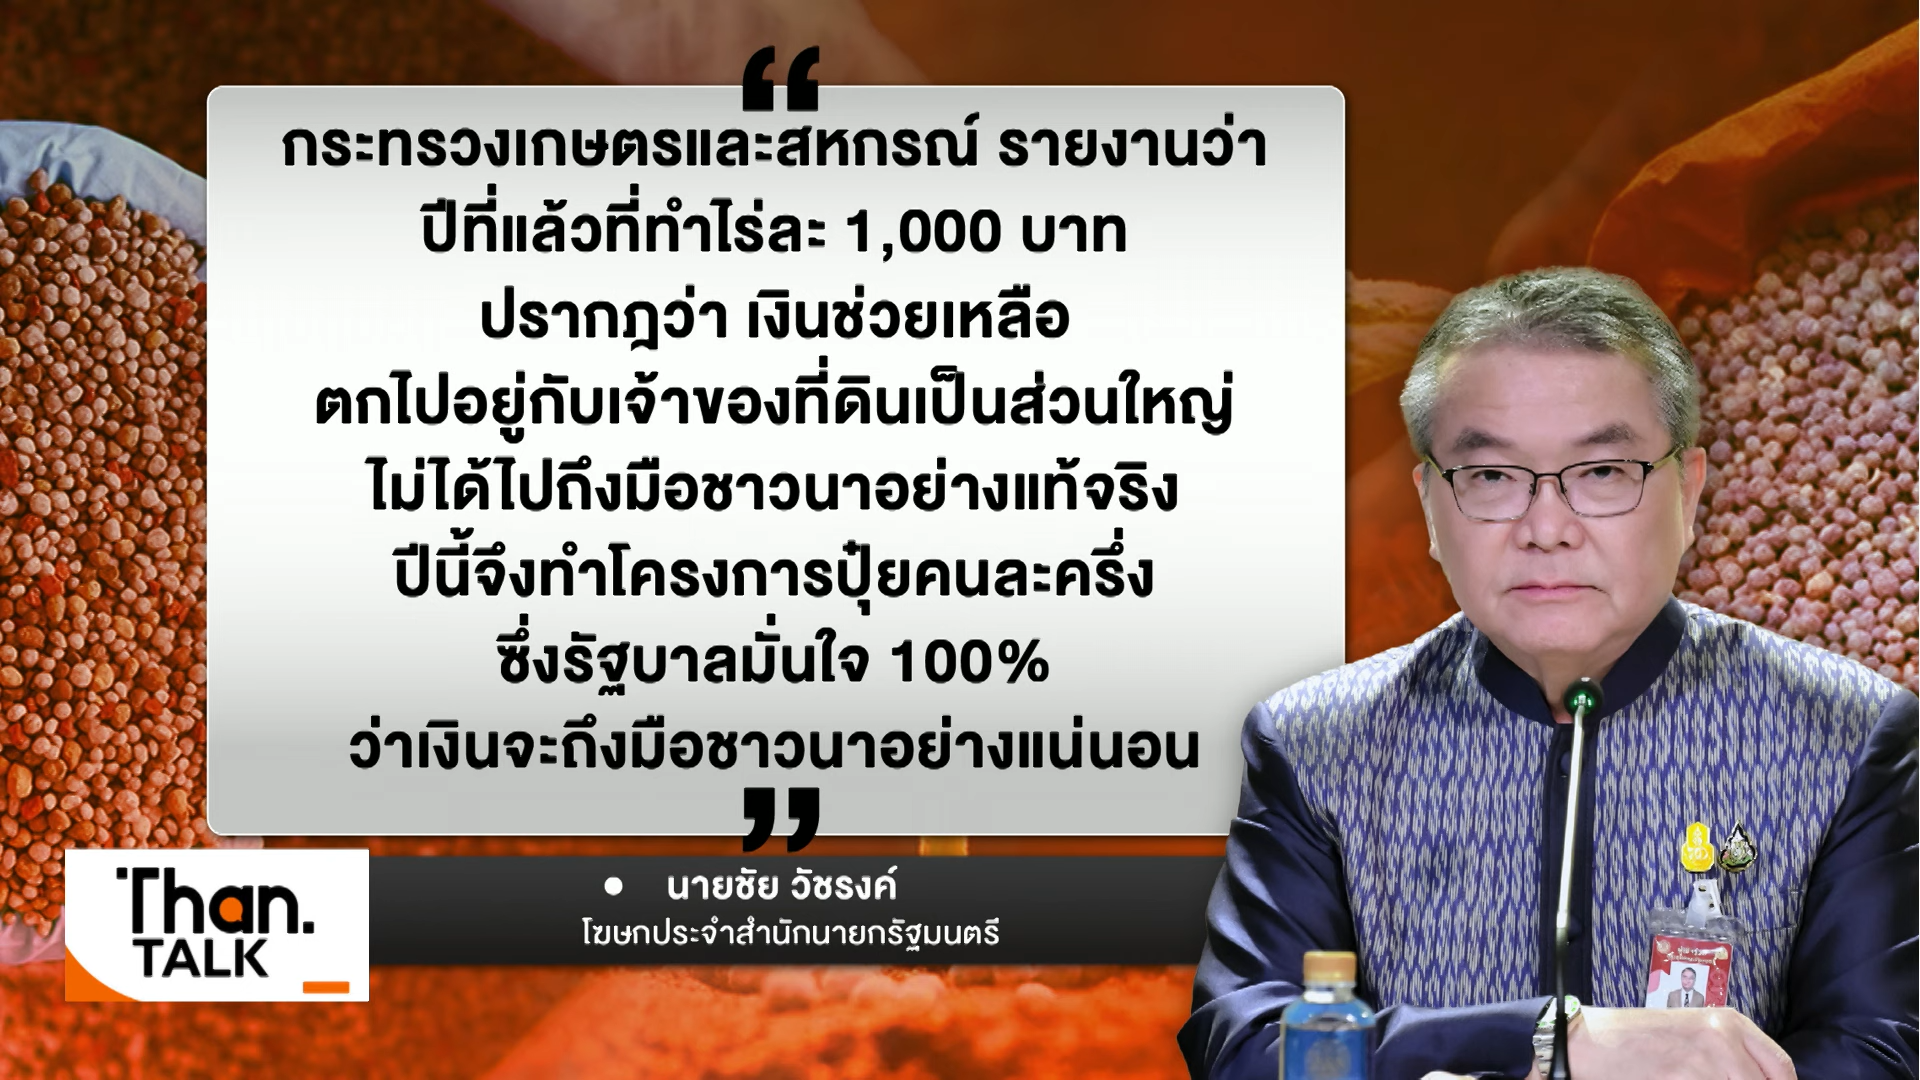 “
กระทรวงเกษตรและสหกรณ์ รายงานว่า
ปีที่แล้วที่ทำไร่ละ 1,000 บาท
ปรากฎว่า เงินช่วยเหลือ
ตกไปอยู่กับเจ้าของที่ดินเป็นส่วนใหญ่
ไม่ได้ไปถึงมือชาวนาอย่างแท้จริง
ปีนี้จึงทำโครงการปุ๋ยคนละครึ่ง
ซึ่งรัฐบาลมั่นใจ 100%
ว่าเงินจะถึงมือชาวนาอย่างแน่นอน
”
• นายชัย วัชรงค์
โฆษกประจำสำนักนายกรัฐมนตรี
Than.
TALK